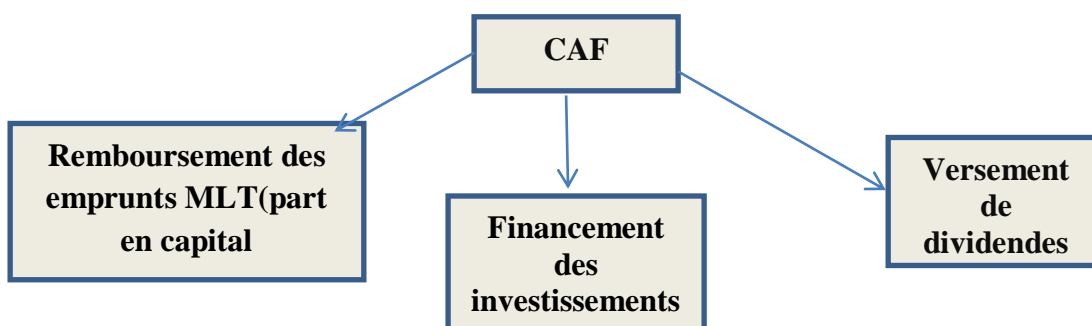 CAF
Remboursement des
emprunts MLT(part
en capital
Financement
des
investissements
Versement
de
dividendes